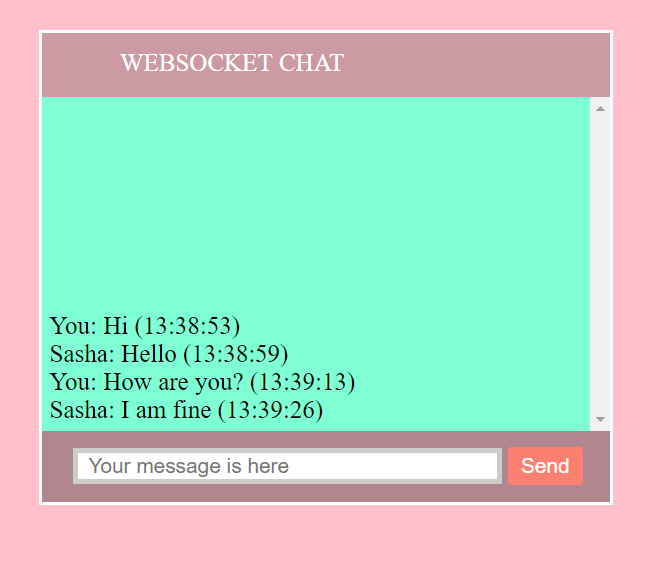 WEBSOCKET CHAT
You: Hi (13:38:53)
Sasha: Hello (13:38:59)
You: How are you? (13:39:13)
Sasha: I am fine (13:39:26)
Your message is here
Send